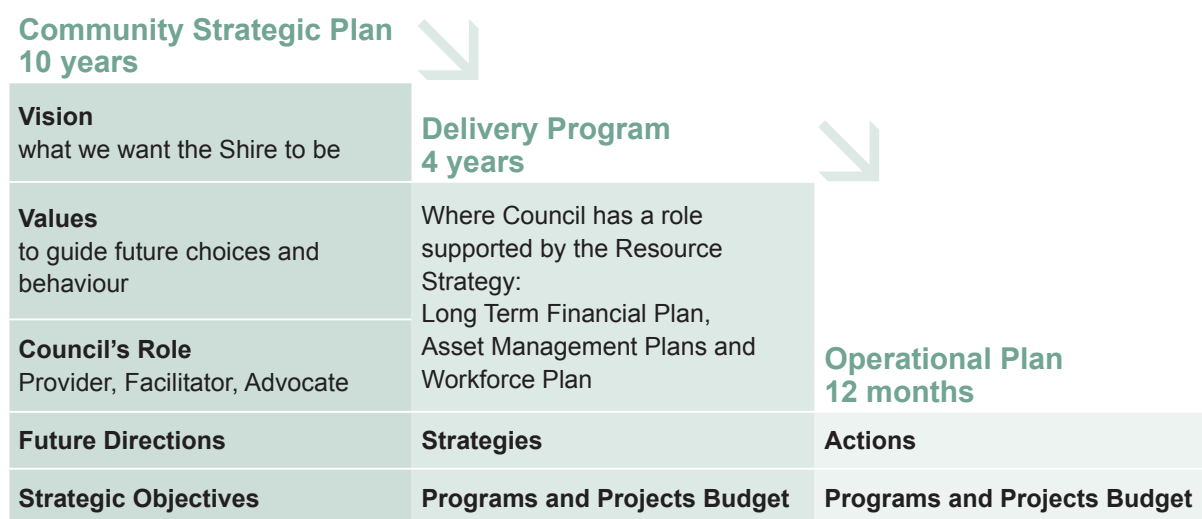 Community Strategic Plan
10 years
Vision
what we want the Shire to be
Values
to guide future choices and
behaviour
Council's Role
Provider, Facilitator, Advocate
Future Directions
Strategic Objectives
Delivery Program
4 years
Where Council has a role
supported by the Resource
Strategy:
Long Term Financial Plan,
Asset Management Plans and
Workforce Plan
Strategies
Programs and Projects Budget
Operational Plan
12 months
Actions
Programs and Projects Budget